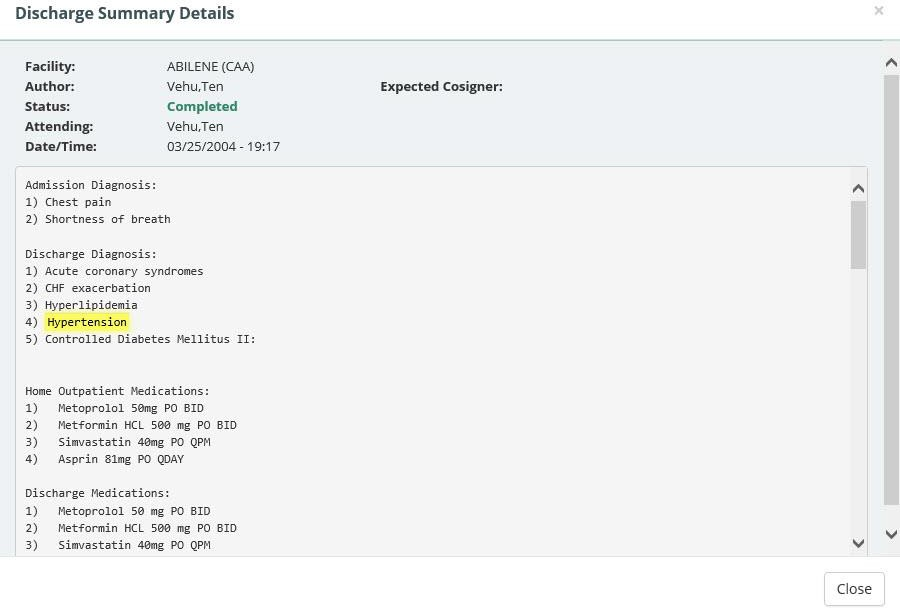 Discharge Summary Details ×
Facility: ABILENE (CAA)
Author: Vehu,Ten Expected Cosigner:
Status: Completed
Attending: Vehu,Ten
Date/Time: 03/25/2004 - 19:17
Admission Diagnosis:
1) Chest pain
2) Shortness of breath
Discharge Diagnosis:
1) Acute coronary syndromes
2) CHF exacerbation
3) Hyperlipidemia
4) Hypertension
5) Controlled Diabetes Mellitus II:
Home Outpatient Medications:
1) Metoprolol 50mg PO BID
2) Metformin HCL 500 mg PO BID
3) Simvastatin 40mg PO QPM
4) Asprin 81mg PO QDAY
Discharge Medications:
1) Metoprolol 50 mg PO BID
2) Metformin HCL 500 mg PO BID
3) Simvastatin 40mg PO QPM
Close